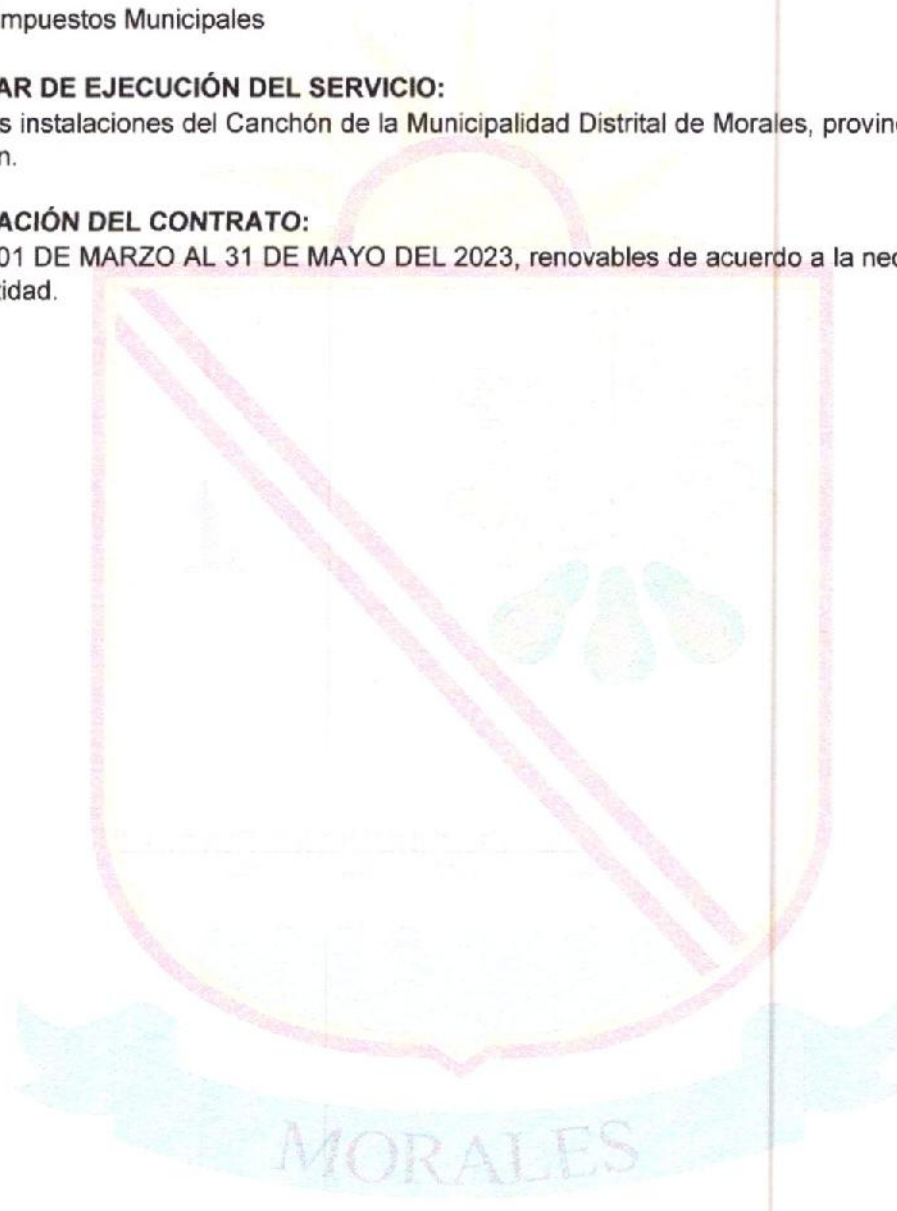 mpuestos Municipales
AR DE EJECUCIÓN DEL SERVICIO:
s instalaciones del Canchón de la Municipalidad Distrital de Morales, provin
n.
ACIÓN DEL CONTRATO:
01 DE MARZO AL 31 DE MAYO DEL 2023, renovables de acuerdo a la nec
tidad.
MORALES